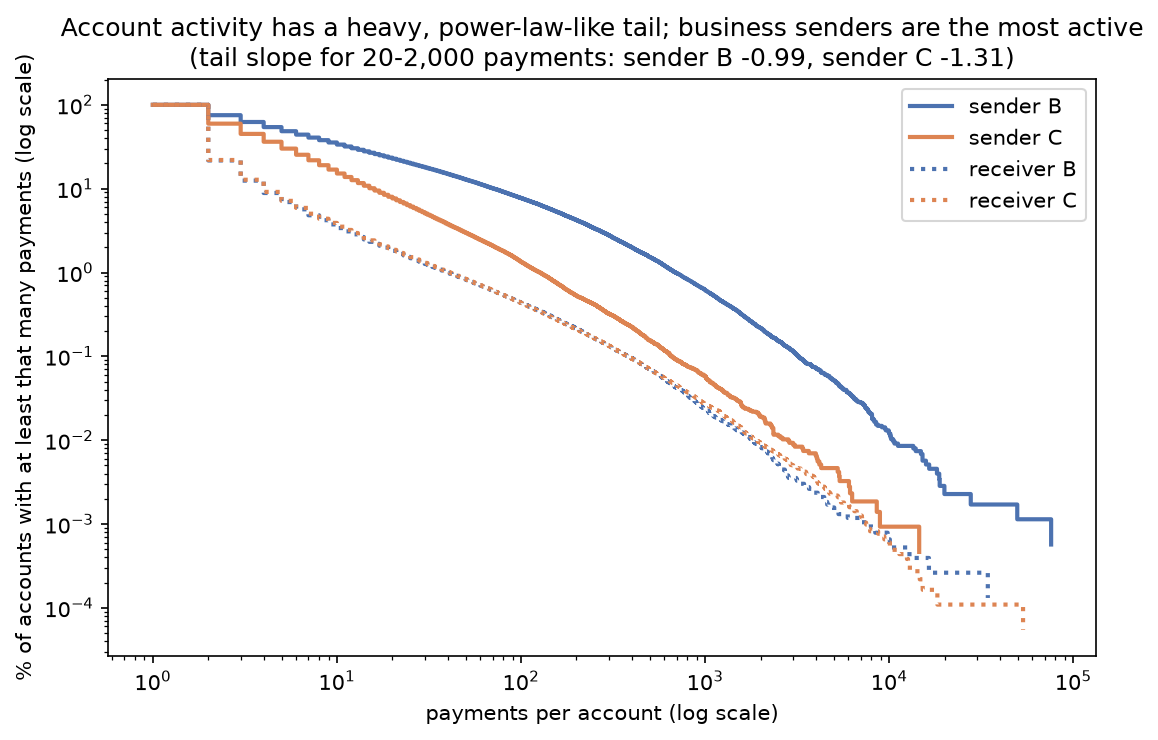 Account activity has a heavy, power-law-like tail; business senders are the most active
(tail slope for 20-2,000 payments: sender B -0.99, sender C -1.31)
% of accounts with at least that many payments (log scale)
10²
10¹
10⁰
10⁻¹
10⁻²
10⁻³
10⁻⁴
sender B
sender C
receiver B
receiver C
10⁰ 10¹ 10² 10³ 10⁴ 10⁵
payments per account (log scale)